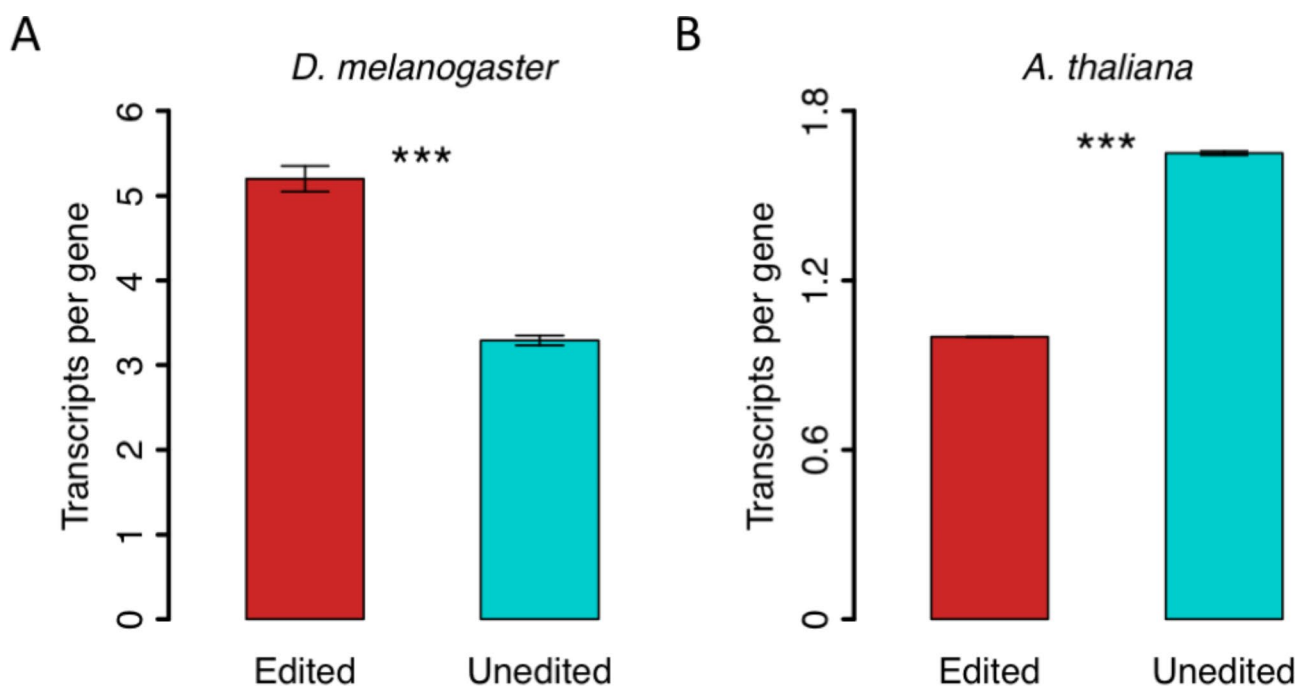 A
D. melanogaster
Transcripts per gene
6
5
4
3
2
1
0
***
Edited
Unedited
B
A. thaliana
Transcripts per gene
1.8
1.2
0.6
0
***
Edited
Unedited